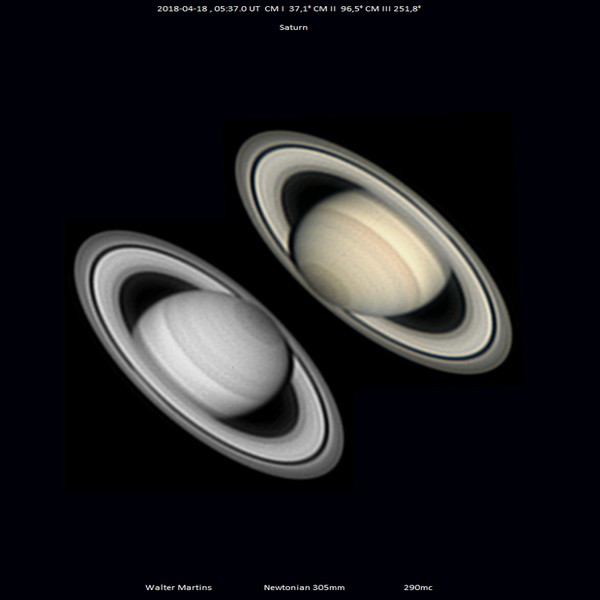 2018-04-18 , 05:37.0 UT CM I 37,1° CM II 96,5° CM III 251,8°
Saturn
Walter Martins Newtonian 305mm 290mc